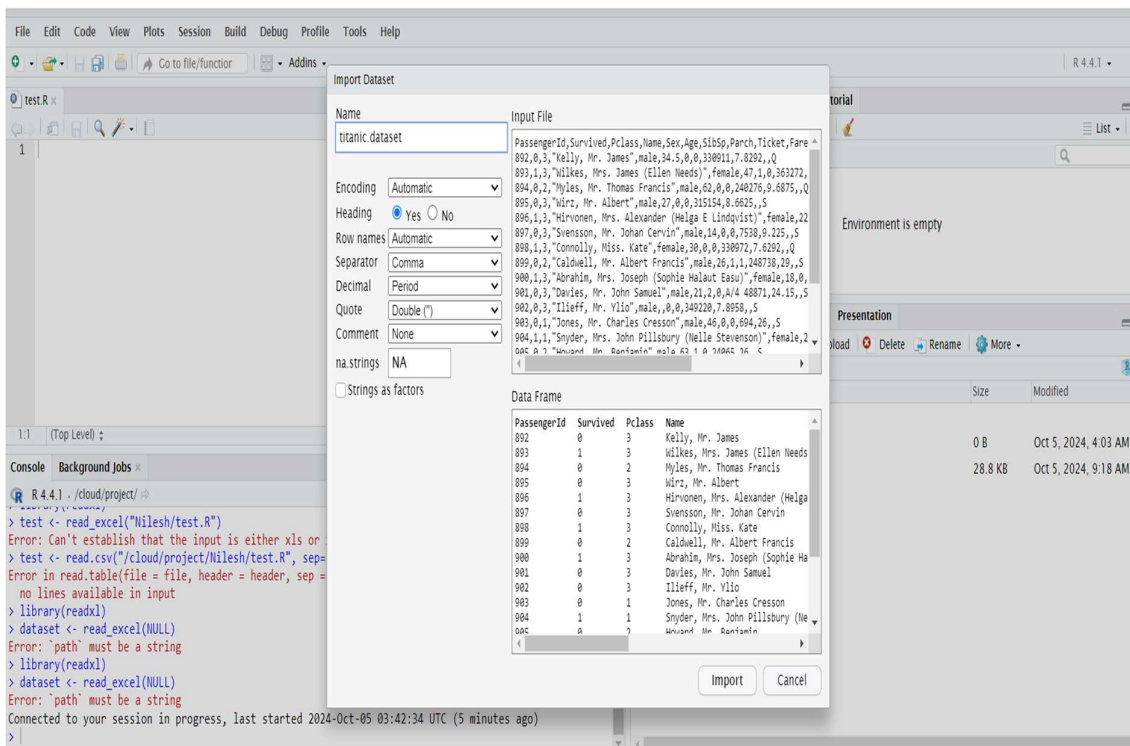 File Edit Code View Plots Session Build Debug Profile Tools Help
Go to file/function Addins R 4.4.1
test.R
1
1:1 (Top Level)
Console Background Jobs
R 4.4.1 . /cloud/project/
> library(readxl)
> test <- read_excel("Nilesh/test.R")
Error: Can't establish that the input is either xls or
> test <- read.csv("/cloud/project/Nilesh/test.R", sep=
Error in read.table(file = file, header = header, sep =
no lines available in input
> library(readxl)
> dataset <- read_excel(NULL)
Error: `path` must be a string
> library(readxl)
> dataset <- read_excel(NULL)
Error: `path` must be a string
Connected to your session in progress, last started 2024-Oct-05 03:42:34 UTC (5 minutes ago)
>
Import Dataset
Name
titanic.dataset
Encoding Automatic
Heading Yes No
Row names Automatic
Separator Comma
Decimal Period
Quote Double (")
Comment None
na.strings NA
Strings as factors
Input File
PassengerId,Survived,Pclass,Name,Sex,Age,SibSp,Parch,Ticket,Fare
892,0,3,"Kelly, Mr. James",male,34.5,0,0,330911,7.8292,,Q
893,1,3,"Wilkes, Mrs. James (Ellen Needs)",female,47,1,0,363272,
894,0,2,"Myles, Mr. Thomas Francis",male,62,0,0,240276,9.6875,,Q
895,0,3,"Wirz, Mr. Albert",male,27,0,0,315154,8.6625,,S
896,1,3,"Hirvonen, Mrs. Alexander (Helga E Lindqvist)",female,22
897,0,3,"Svensson, Mr. Johan Cervin",male,14,0,0,7538,9.225,,S
898,1,3,"Connolly, Miss. Kate",female,30,0,0,330972,7.6292,,Q
899,0,2,"Caldwell, Mr. Albert Francis",male,26,1,1,248738,29,,S
900,1,3,"Abrahim, Mrs. Joseph (Sophie Halaut Easu)",female,18,0,
901,0,3,"Davies, Mr. John Samuel",male,21,2,0,A/4 48871,24.15,,S
902,0,3,"Ilieff, Mr. Ylio",male,,0,0,349220,7.8958,,S
903,0,1,"Jones, Mr. Charles Cresson",male,46,0,0,694,26,,S
904,1,1,"Snyder, Mrs. John Pillsbury (Nelle Stevenson)",female,2
905,0,2,"Howard, Mr. Benjamin",male,63,1,0,24065,26,,S
Data Frame
PassengerId Survived Pclass Name
892 0 3 Kelly, Mr. James
893 1 3 Wilkes, Mrs. James (Ellen Needs
894 0 2 Myles, Mr. Thomas Francis
895 0 3 Wirz, Mr. Albert
896 1 3 Hirvonen, Mrs. Alexander (Helga
897 0 3 Svensson, Mr. Johan Cervin
898 1 3 Connolly, Miss. Kate
899 0 2 Caldwell, Mr. Albert Francis
900 1 3 Abrahim, Mrs. Joseph (Sophie Ha
901 0 3 Davies, Mr. John Samuel
902 0 3 Ilieff, Mr. Ylio
903 0 1 Jones, Mr. Charles Cresson
904 1 1 Snyder, Mrs. John Pillsbury (Ne
905 0 2 Howard, Mr. Benjamin
Import Cancel
torial
List
Environment is empty
Presentation
load Delete Rename More
Size Modified
0 B Oct 5, 2024, 4:03 AM
28.8 KB Oct 5, 2024, 9:18 AM